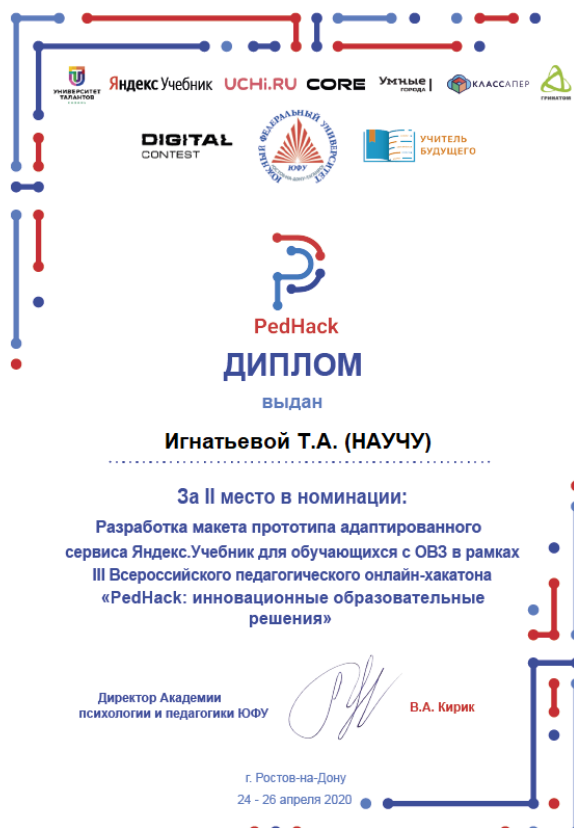 УНИВЕРСИТЕТ ТАЛАНТОВ
Яндекс Учебник
UCHi.RU
CORE
Умные города
КЛАССАПЕР
ГРИНАТОМ
DIGITAL CONTEST
ЮЖНЫЙ ФЕДЕРАЛЬНЫЙ УНИВЕРСИТЕТ
ЮФУ
УЧИТЕЛЬ БУДУЩЕГО
PedHack
ДИПЛОМ
выдан
Игнатьевой Т.А. (НАУЧУ)
За II место в номинации:
Разработка макета прототипа адаптированного
сервиса Яндекс.Учебник для обучающихся с ОВЗ в рамках
III Всероссийского педагогического онлайн-хакатона
«PedHack: инновационные образовательные
решения»
Директор Академии
психологии и педагогики ЮФУ
В.А. Кирик
г. Ростов-на-Дону
24 - 26 апреля 2020